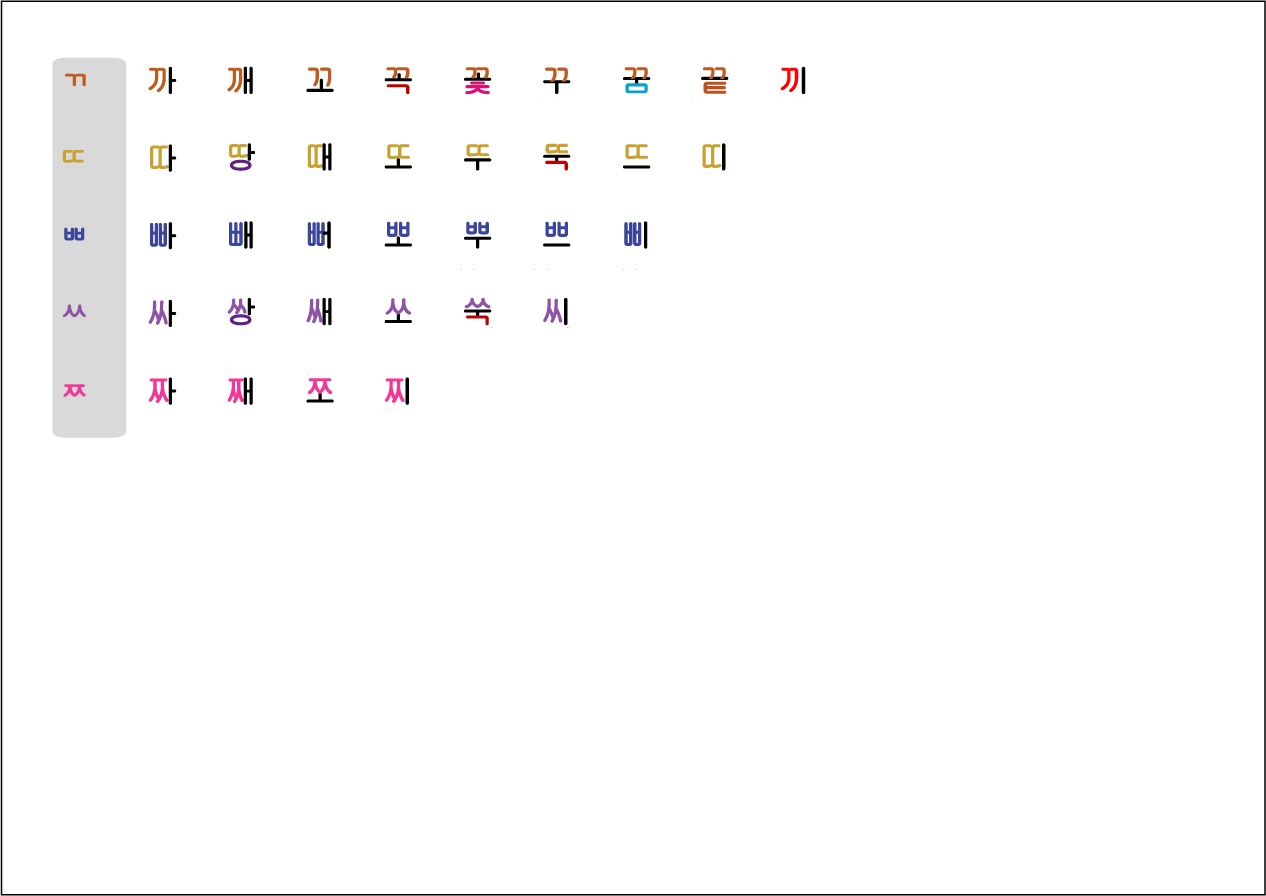 ㄲ 까 깨 꼬 꼭 꽃 꾸 꿈 끝 끼
ㄸ 따 땅 때 또 뚜 뚝 뜨 띠
ㅃ 빠 빼 뻐 뽀 뿌 쁘 삐
ㅆ 싸 쌍 쌔 쏘 쑥 씨
ㅉ 짜 째 쪼 찌